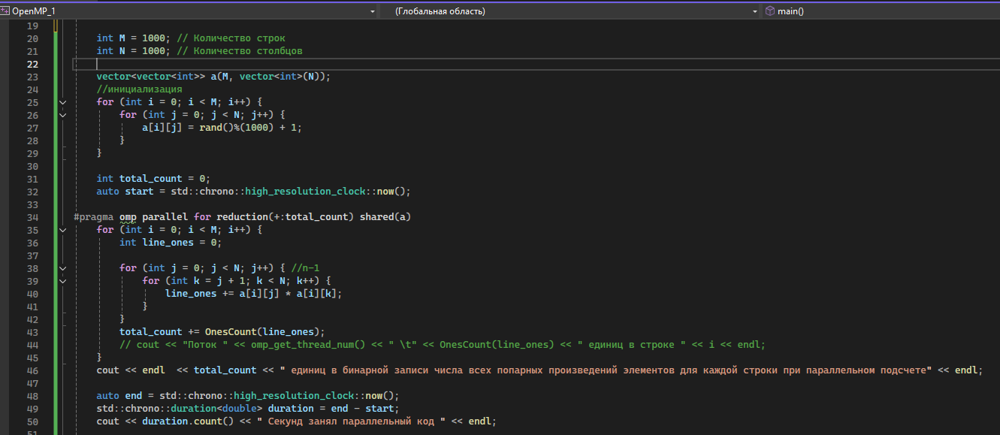 OpenMP_1 (Глобальная область) main()
19
20 int M = 1000; // Количество строк
21 int N = 1000; // Количество столбцов
22
23 vector<vector<int>> a(M, vector<int>(N));
24 //инициализация
25 for (int i = 0; i < M; i++) {
26 for (int j = 0; j < N; j++) {
27 a[i][j] = rand()%(1000) + 1;
28 }
29 }
30
31 int total_count = 0;
32 auto start = std::chrono::high_resolution_clock::now();
33
34 #pragma omp parallel for reduction(+:total_count) shared(a)
35 for (int i = 0; i < M; i++) {
36 int line_ones = 0;
37
38 for (int j = 0; j < N; j++) { //n-1
39 for (int k = j + 1; k < N; k++) {
40 line_ones += a[i][j] * a[i][k];
41 }
42 }
43 total_count += OnesCount(line_ones);
44 // cout << "Поток " << omp_get_thread_num() << " \t" << OnesCount(line_ones) << " единиц в строке " << i << endl;
45 }
46 cout << endl << total_count << " единиц в бинарной записи числа всех попарных произведений элементов для каждой строки при параллельном подсчете" << endl;
47
48 auto end = std::chrono::high_resolution_clock::now();
49 std::chrono::duration<double> duration = end - start;
50 cout << duration.count() << " Секунд занял параллельный код " << endl;
51